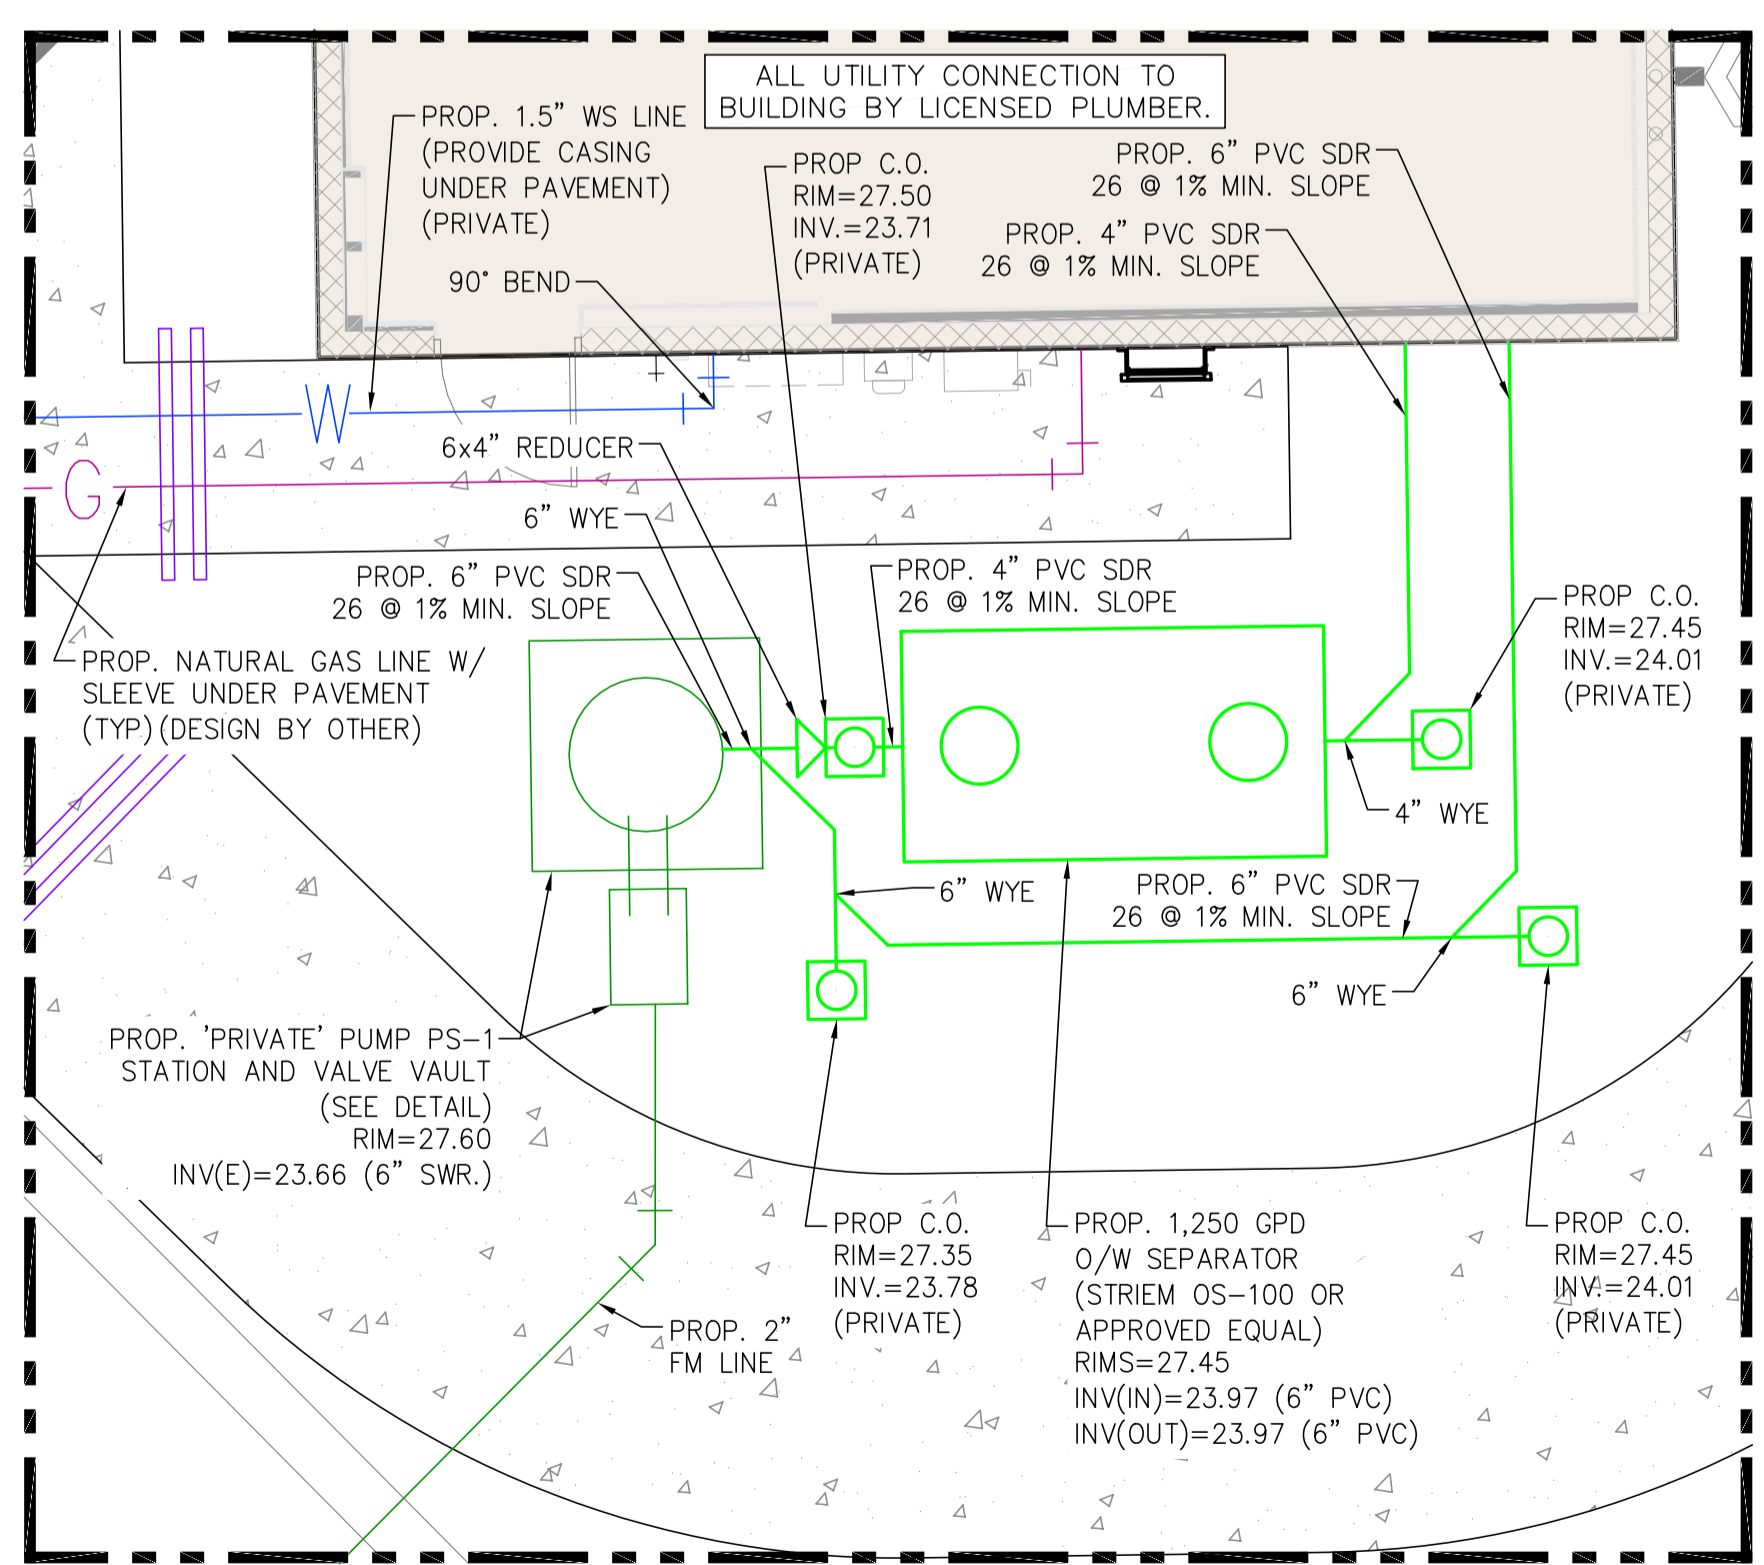 ALL UTILITY CONNECTION TO
BUILDING BY LICENSED PLUMBER.
PROP. 1.5" WS LINE
(PROVIDE CASING
UNDER PAVEMENT)
(PRIVATE)
90° BEND
PROP C.O.
RIM=27.50
INV.=23.71
(PRIVATE)
PROP. 6" PVC SDR
26 @ 1% MIN. SLOPE
PROP. 4" PVC SDR
26 @ 1% MIN. SLOPE
W
G
6x4" REDUCER
6" WYE
PROP. 6" PVC SDR
26 @ 1% MIN. SLOPE
PROP. 4" PVC SDR
26 @ 1% MIN. SLOPE
PROP C.O.
RIM=27.45
INV.=24.01
(PRIVATE)
PROP. NATURAL GAS LINE W/
SLEEVE UNDER PAVEMENT
(TYP.)(DESIGN BY OTHER)
4" WYE
6" WYE
PROP. 6" PVC SDR
26 @ 1% MIN. SLOPE
6" WYE
PROP. 'PRIVATE' PUMP PS-1
STATION AND VALVE VAULT
(SEE DETAIL)
RIM=27.60
INV(E)=23.66 (6" SWR.)
PROP. 2"
FM LINE
PROP C.O.
RIM=27.35
INV.=23.78
(PRIVATE)
PROP. 1,250 GPD
O/W SEPARATOR
(STRIEM OS-100 OR
APPROVED EQUAL)
RIMS=27.45
INV(IN)=23.97 (6" PVC)
INV(OUT)=23.97 (6" PVC)
PROP C.O.
RIM=27.45
INV.=24.01
(PRIVATE)